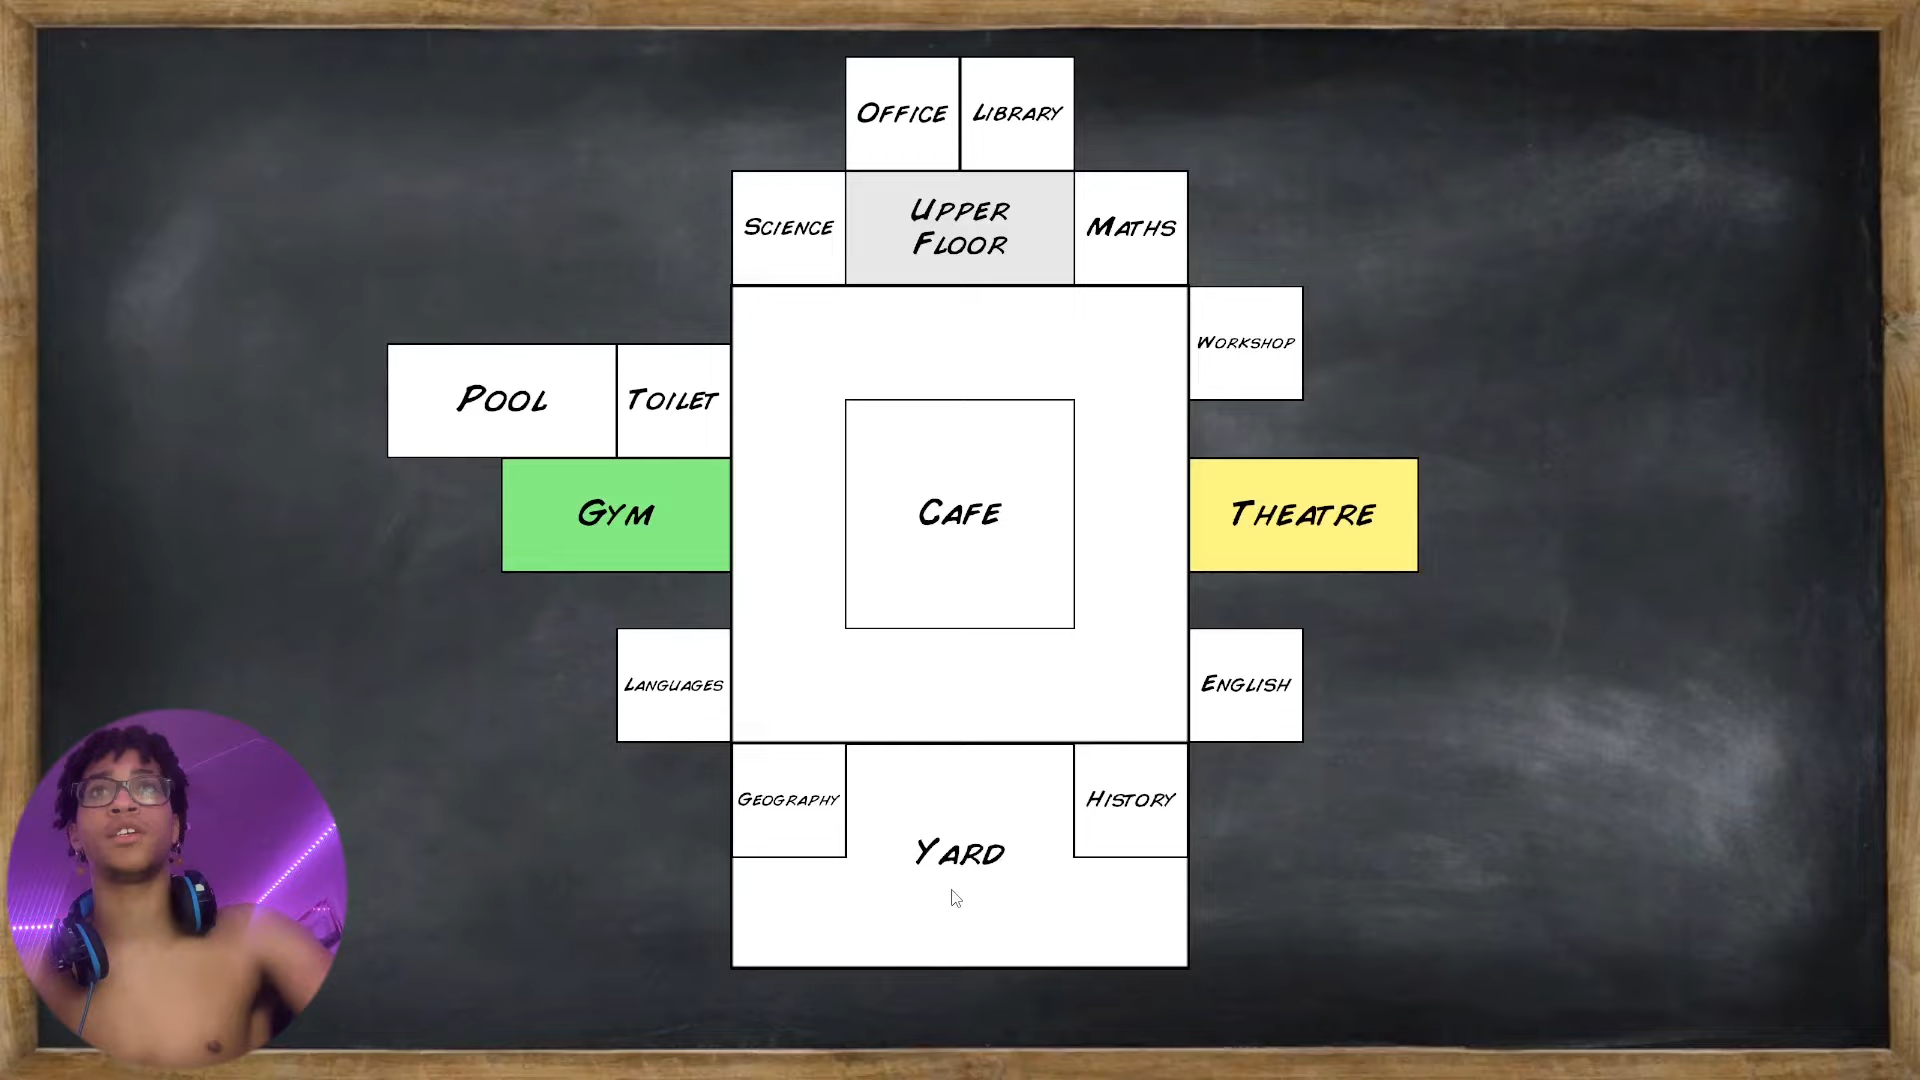 OFFICE
LIBRARY
SCIENCE
UPPER
FLOOR
MATHS
WORKSHOP
POOL
TOILET
GYM
CAFE
THEATRE
LANGUAGES
ENGLISH
GEOGRAPHY
HISTORY
YARD